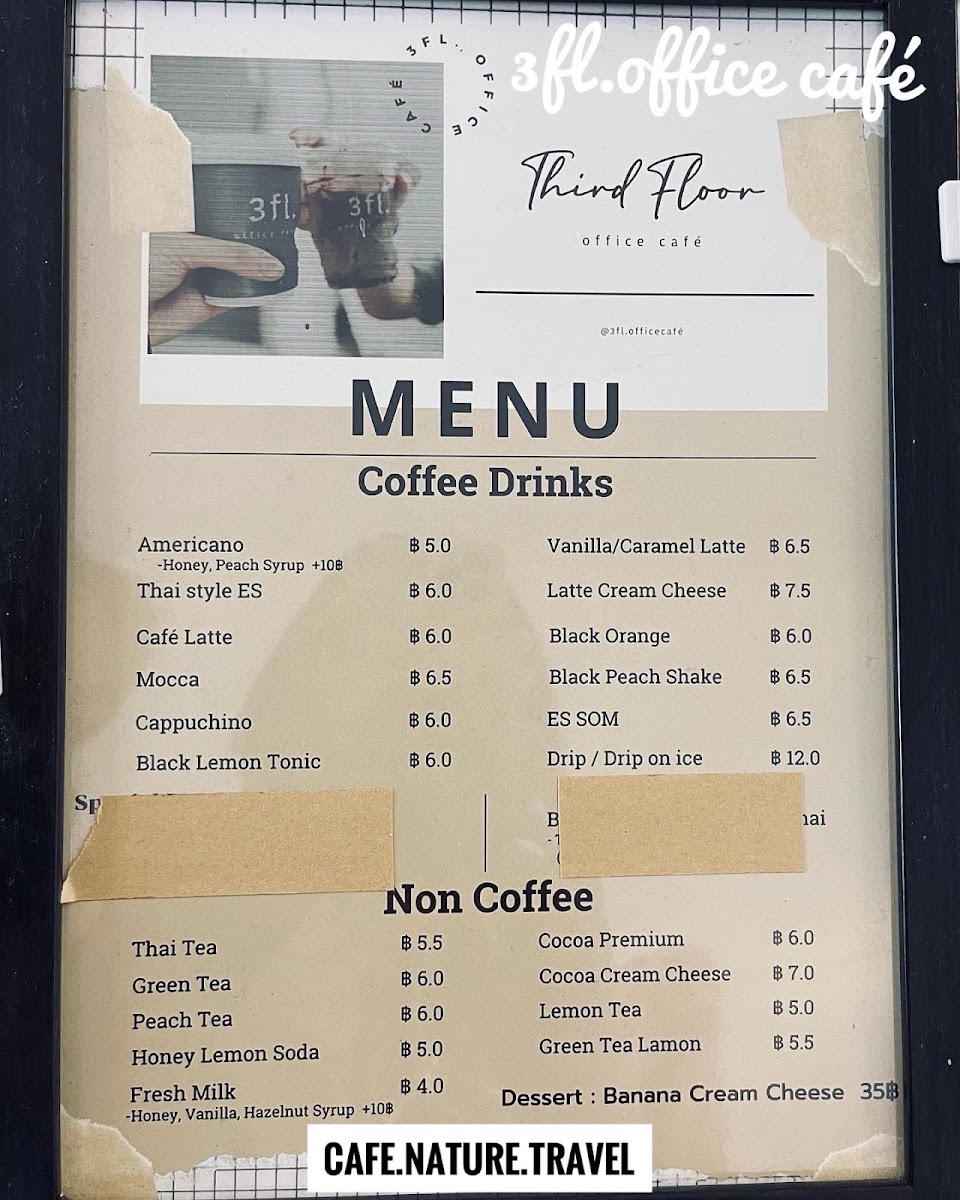 3fl.office café
3FL. OFFICE CAFÉ
3fl.
3fl.
office
Third Floor
office café
@3fl.officecafé
MENU
Coffee Drinks
Americano ฿ 5.0
-Honey, Peach Syrup +10฿
Thai style ES ฿ 6.0
Café Latte ฿ 6.0
Mocca ฿ 6.5
Cappuchino ฿ 6.0
Black Lemon Tonic ฿ 6.0
Vanilla/Caramel Latte ฿ 6.5
Latte Cream Cheese ฿ 7.5
Black Orange ฿ 6.0
Black Peach Shake ฿ 6.5
ES SOM ฿ 6.5
Drip / Drip on ice ฿ 12.0
Non Coffee
Thai Tea ฿ 5.5
Green Tea ฿ 6.0
Peach Tea ฿ 6.0
Honey Lemon Soda ฿ 5.0
Fresh Milk ฿ 4.0
-Honey, Vanilla, Hazelnut Syrup +10฿
Cocoa Premium ฿ 6.0
Cocoa Cream Cheese ฿ 7.0
Lemon Tea ฿ 5.0
Green Tea Lamon ฿ 5.5
Dessert : Banana Cream Cheese 35฿
CAFE.NATURE.TRAVEL